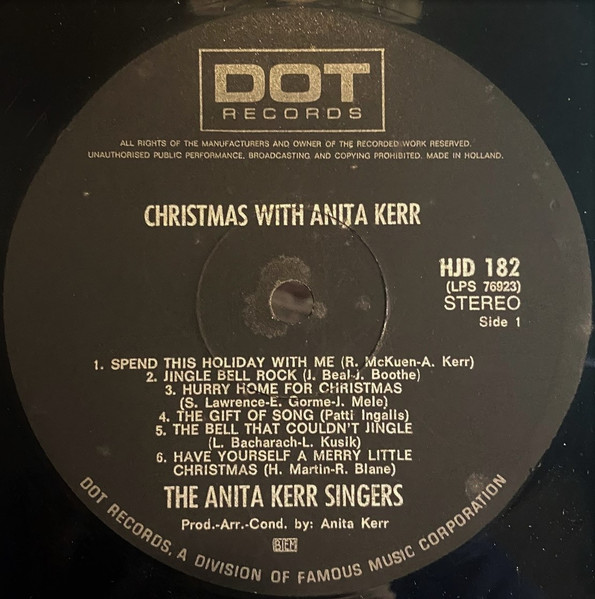 DOT
RECORDS
ALL RIGHTS OF THE MANUFACTURERS AND OWNER OF THE RECORDED WORK RESERVED.
UNAUTHORISED PUBLIC PERFORMANCE, BROADCASTING AND COPYING PROHIBITED. MADE IN HOLLAND.
CHRISTMAS WITH ANITA KERR
HJD 182
(LPS 76923)
STEREO
Side 1
1. SPEND THIS HOLIDAY WITH ME (R. McKuen-A. Kerr)
2. JINGLE BELL ROCK (J. Beal-J. Boothe)
3. HURRY HOME FOR CHRISTMAS
(S. Lawrence-E. Gorme-J. Mele)
4. THE GIFT OF SONG (Patti Ingalls)
5. THE BELL THAT COULDN'T JINGLE
(L. Bacharach-L. Kusik)
6. HAVE YOURSELF A MERRY LITTLE
CHRISTMAS (H. Martin-R. Blane)
THE ANITA KERR SINGERS
Prod.-Arr.-Cond. by: Anita Kerr
BIEM
DOT RECORDS, A DIVISION OF FAMOUS MUSIC CORPORATION